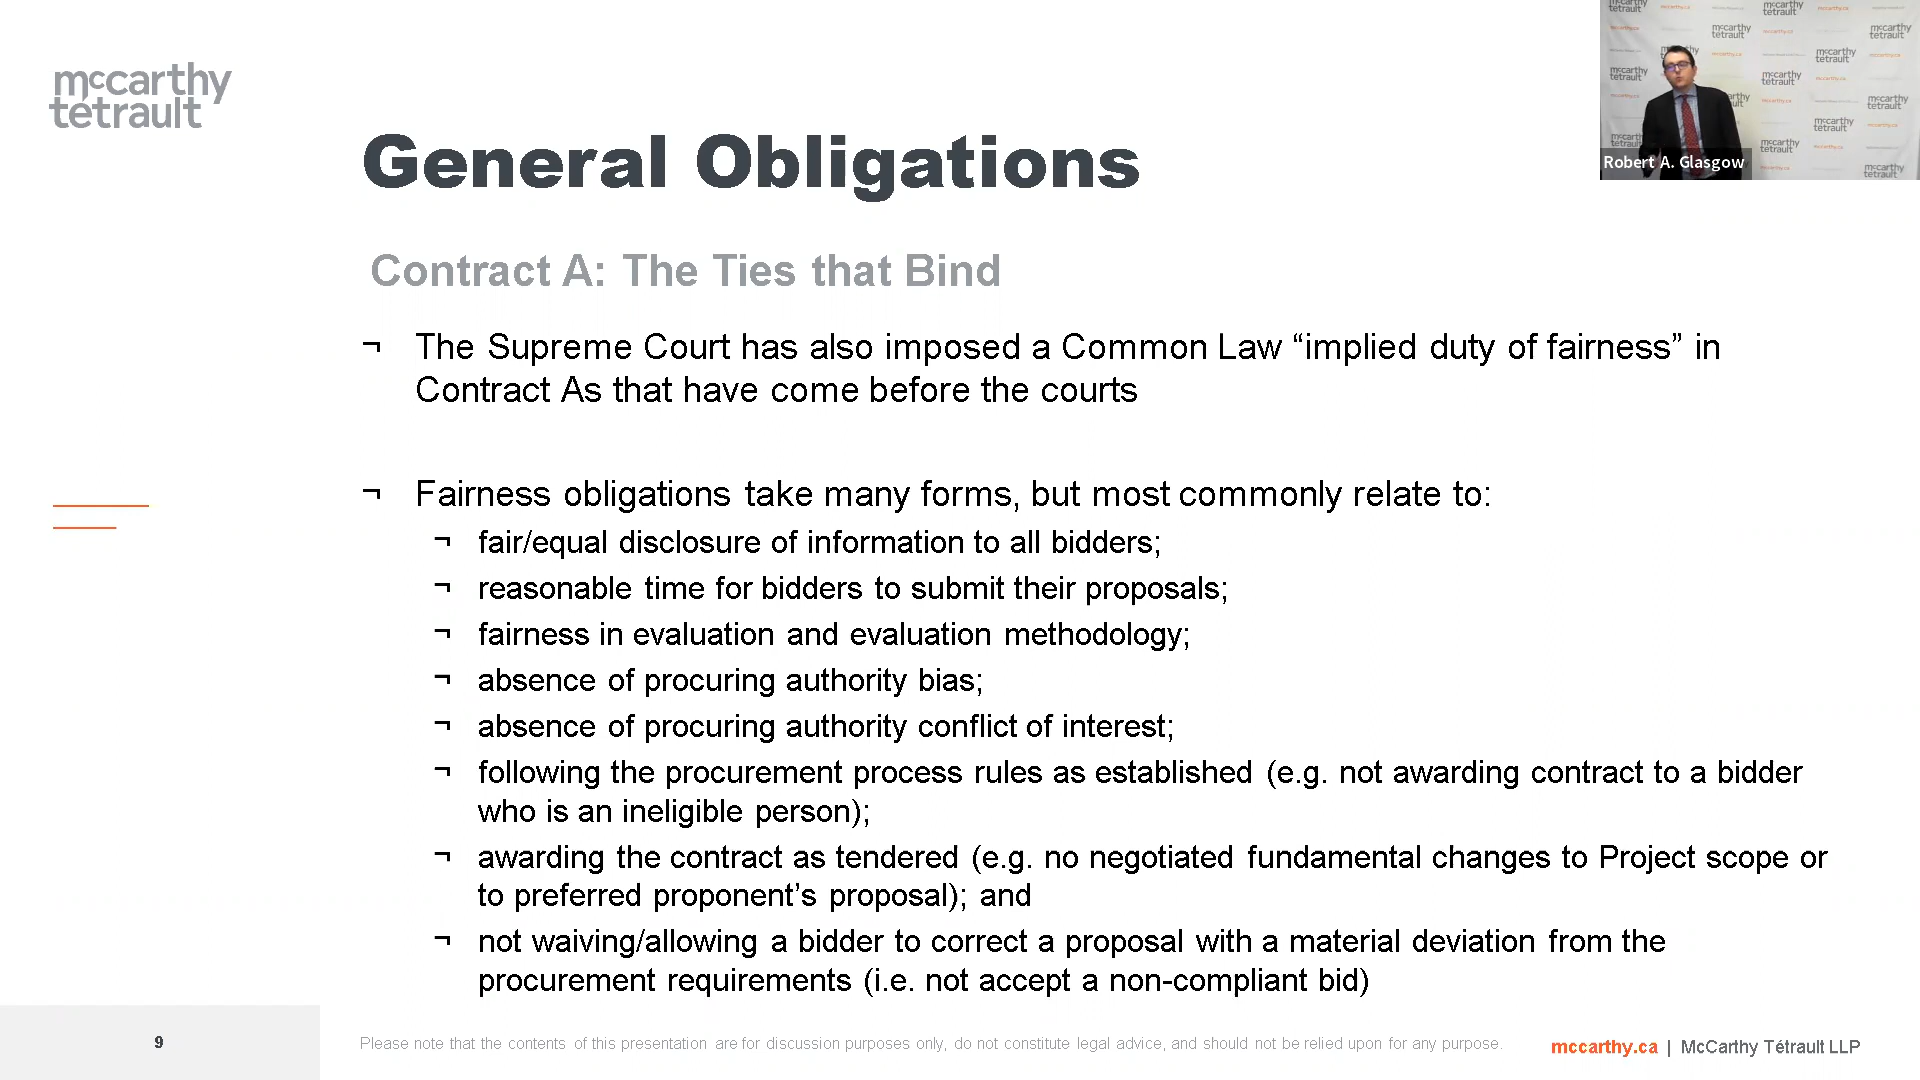 mccarthy
tetrault
General Obligations
Contract A: The Ties that Bind
¬ The Supreme Court has also imposed a Common Law “implied duty of fairness” in
Contract As that have come before the courts
¬ Fairness obligations take many forms, but most commonly relate to:
¬ fair/equal disclosure of information to all bidders;
¬ reasonable time for bidders to submit their proposals;
¬ fairness in evaluation and evaluation methodology;
¬ absence of procuring authority bias;
¬ absence of procuring authority conflict of interest;
¬ following the procurement process rules as established (e.g. not awarding contract to a bidder
who is an ineligible person);
¬ awarding the contract as tendered (e.g. no negotiated fundamental changes to Project scope or
to preferred proponent’s proposal); and
¬ not waiving/allowing a bidder to correct a proposal with a material deviation from the
procurement requirements (i.e. not accept a non-compliant bid)
9
Please note that the contents of this presentation are for discussion purposes only, do not constitute legal advice, and should not be relied upon for any purpose.
mccarthy.ca | McCarthy Tétrault LLP
Robert A. Glasgow